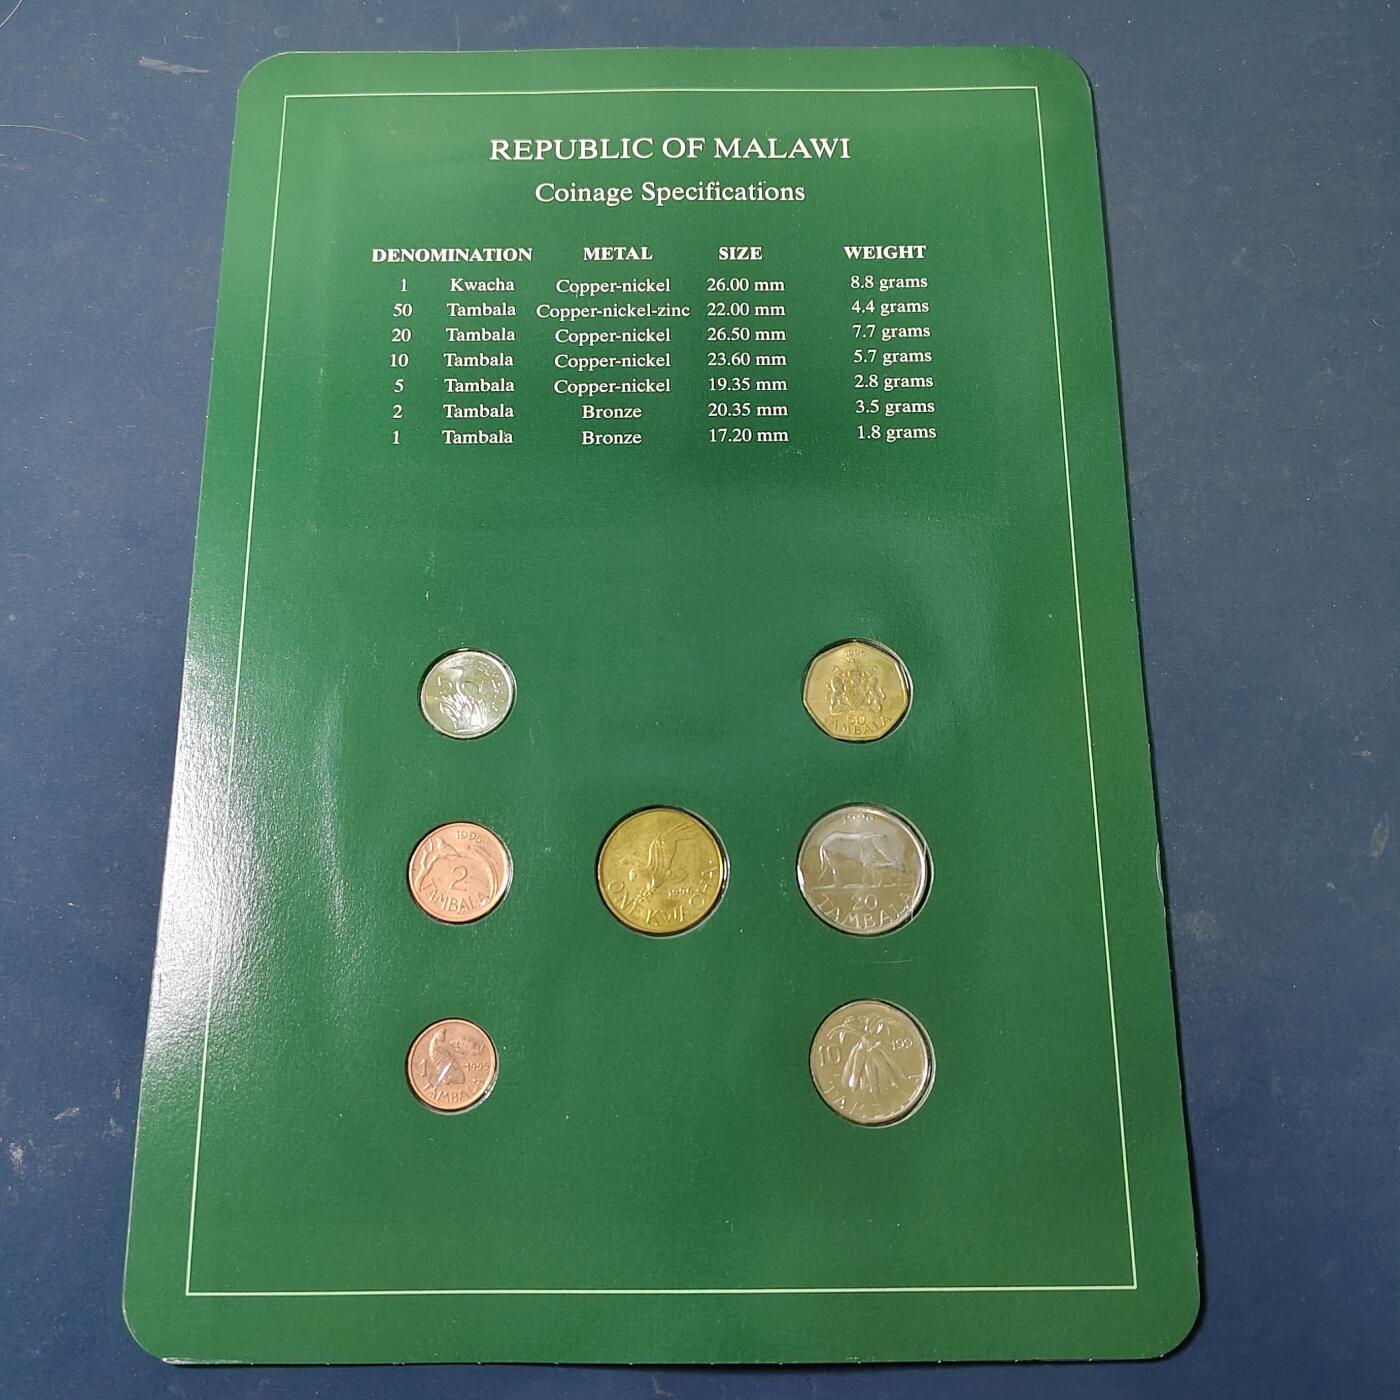 REPUBLIC OF MALAWI
Coinage Specifications
DENOMINATION METAL SIZE WEIGHT
1 Kwacha Copper-nickel 26.00 mm 8.8 grams
50 Tambala Copper-nickel-zinc 22.00 mm 4.4 grams
20 Tambala Copper-nickel 26.50 mm 7.7 grams
10 Tambala Copper-nickel 23.60 mm 5.7 grams
5 Tambala Copper-nickel 19.35 mm 2.8 grams
2 Tambala Bronze 20.35 mm 3.5 grams
1 Tambala Bronze 17.20 mm 1.8 grams
50
TAMBALA
2
TAMBALA
ONE KWACHA
20
TAMBALA
1
TAMBALA
10